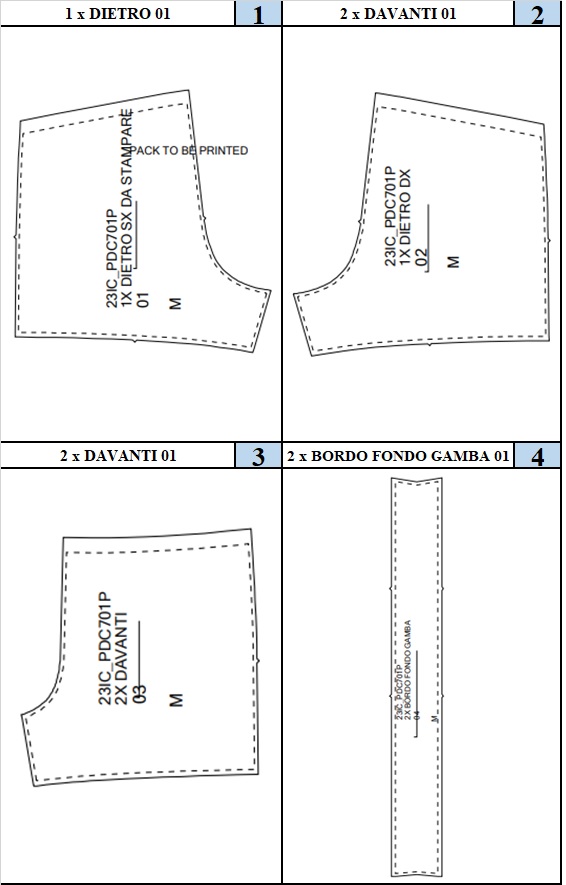 1 x DIETRO 01
1
2 x DAVANTI 01
2
PACK TO BE PRINTED
23IC_PDC701P
1X DIETRO SX DA STAMPARE
01
M
23IC_PDC701P
1X DIETRO DX
02
M
2 x DAVANTI 01
3
2 x BORDO FONDO GAMBA 01
4
23IC_PDC701P
2X DAVANTI
03
M
23IC_PDC701P
2X BORDO FONDO GAMBA
04
M